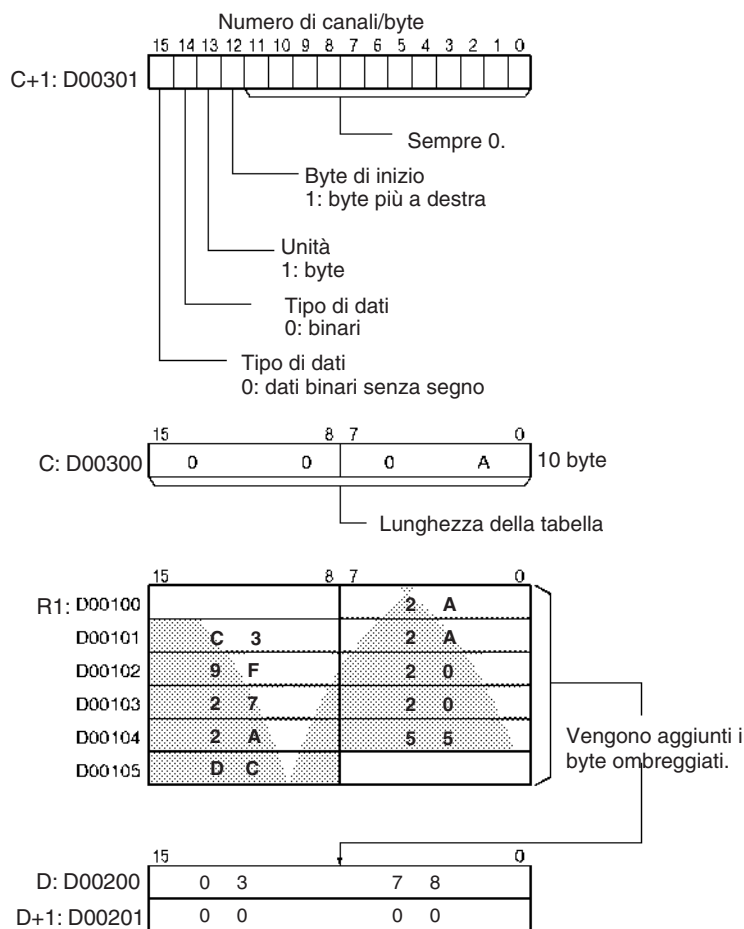 Numero di canali/byte
15 14 13 12 11 10 9 8 7 6 5 4 3 2 1 0
C+1: D00301
Sempre 0.
Byte di inizio
1: byte più a destra
Unità
1: byte
Tipo di dati
0: binari
Tipo di dati
0: dati binari senza segno
15 8 7 0
C: D00300 0 0 0 A 10 byte
Lunghezza della tabella
15 8 7 0
R1: D00100 2 A
D00101 C 3 2 A
D00102 9 F 2 0
D00103 2 7 2 0
D00104 2 A 5 5
D00105 D C
Vengono aggiunti i
byte ombreggiati.
15 0
D: D00200 0 3 7 8
D+1: D00201 0 0 0 0